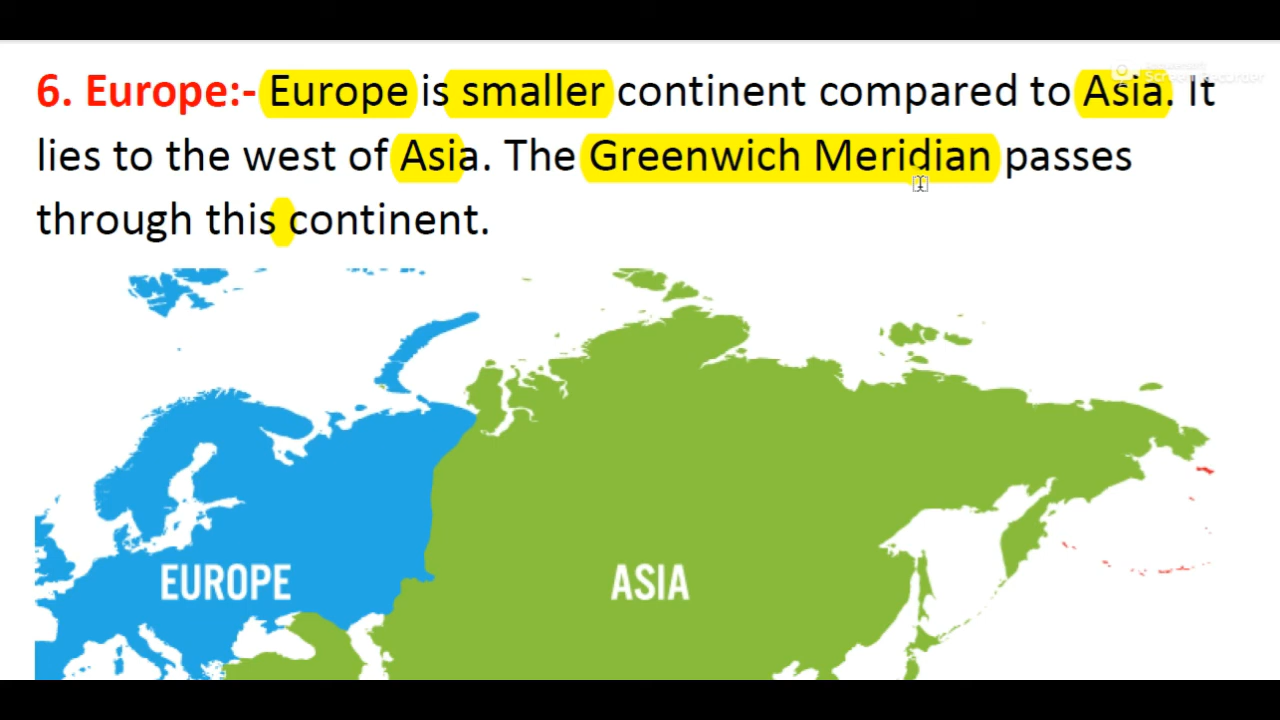 6. Europe:- Europe is smaller continent compared to Asia. It
lies to the west of Asia. The Greenwich Meridian passes
through this continent.
EUROPE
ASIA